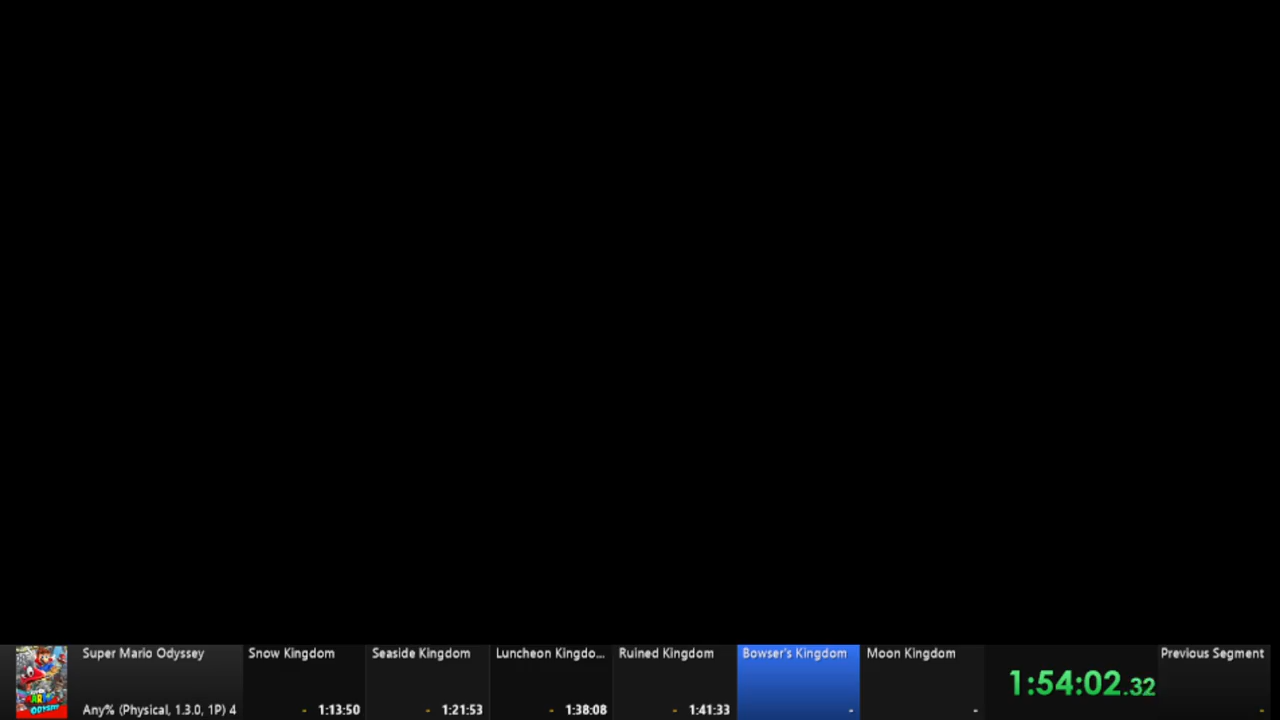 Super Mario Odyssey
Any% (Physical, 1.3.0, 1P) 4
Snow Kingdom
- 1:13:50
Seaside Kingdom
- 1:21:53
Luncheon Kingdo...
- 1:38:08
Ruined Kingdom
- 1:41:33
Bowser's Kingdom
-
Moon Kingdom
-
1:54:02.32
Previous Segment
-